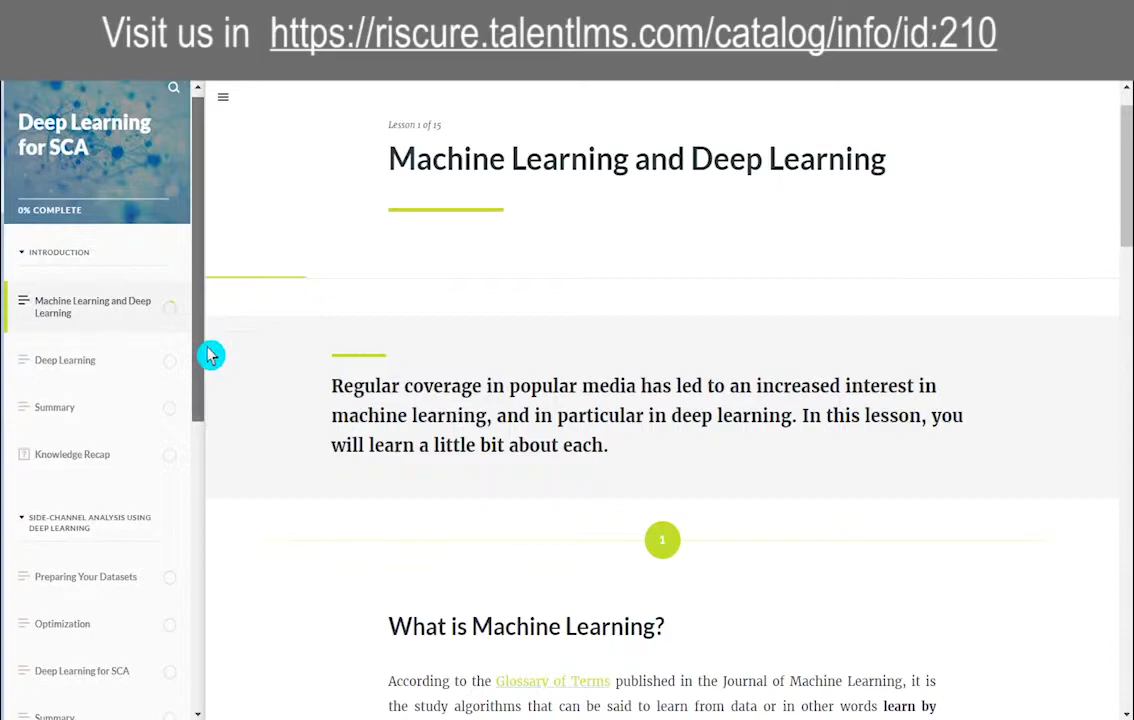 Visit us in https://riscure.talentlms.com/catalog/info/id:210
Deep Learning
for SCA
0% COMPLETE
INTRODUCTION
Machine Learning and Deep
Learning
Deep Learning
Summary
Knowledge Recap
SIDE-CHANNEL ANALYSIS USING
DEEP LEARNING
Preparing Your Datasets
Optimization
Deep Learning for SCA
Summary
Lesson 1 of 15
Machine Learning and Deep Learning
Regular coverage in popular media has led to an increased interest in
machine learning, and in particular in deep learning. In this lesson, you
will learn a little bit about each.
1
What is Machine Learning?
According to the Glossary of Terms published in the Journal of Machine Learning, it is
the study algorithms that can be said to learn from data or in other words learn by